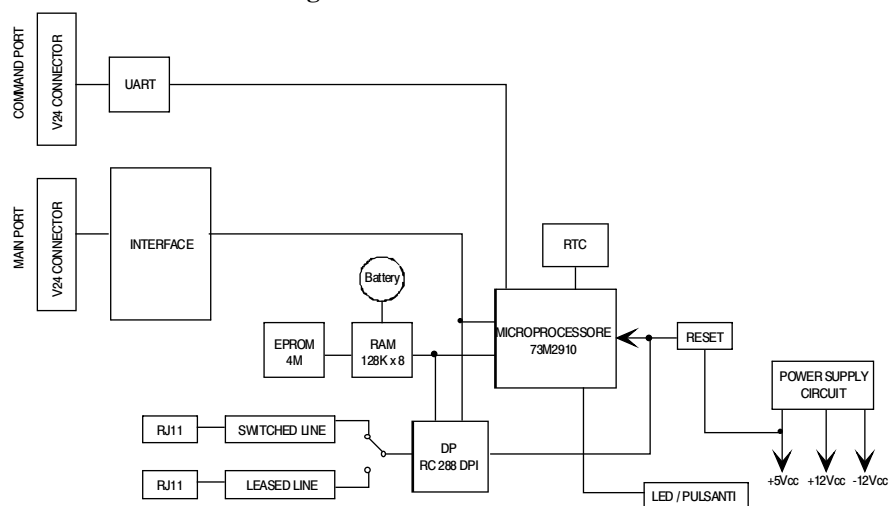 COMMAND PORT
V24 CONNECTOR
UART
MAIN PORT
V24 CONNECTOR
INTERFACE
RTC
Battery
EPROM
4M
RAM
128K x 8
MICROPROCESSORE
73M2910
RESET
POWER SUPPLY
CIRCUIT
RJ11
SWITCHED LINE
DP
RC 288 DPI
RJ11
LEASED LINE
LED / PULSANTI
+5Vcc
+12Vcc
-12Vcc